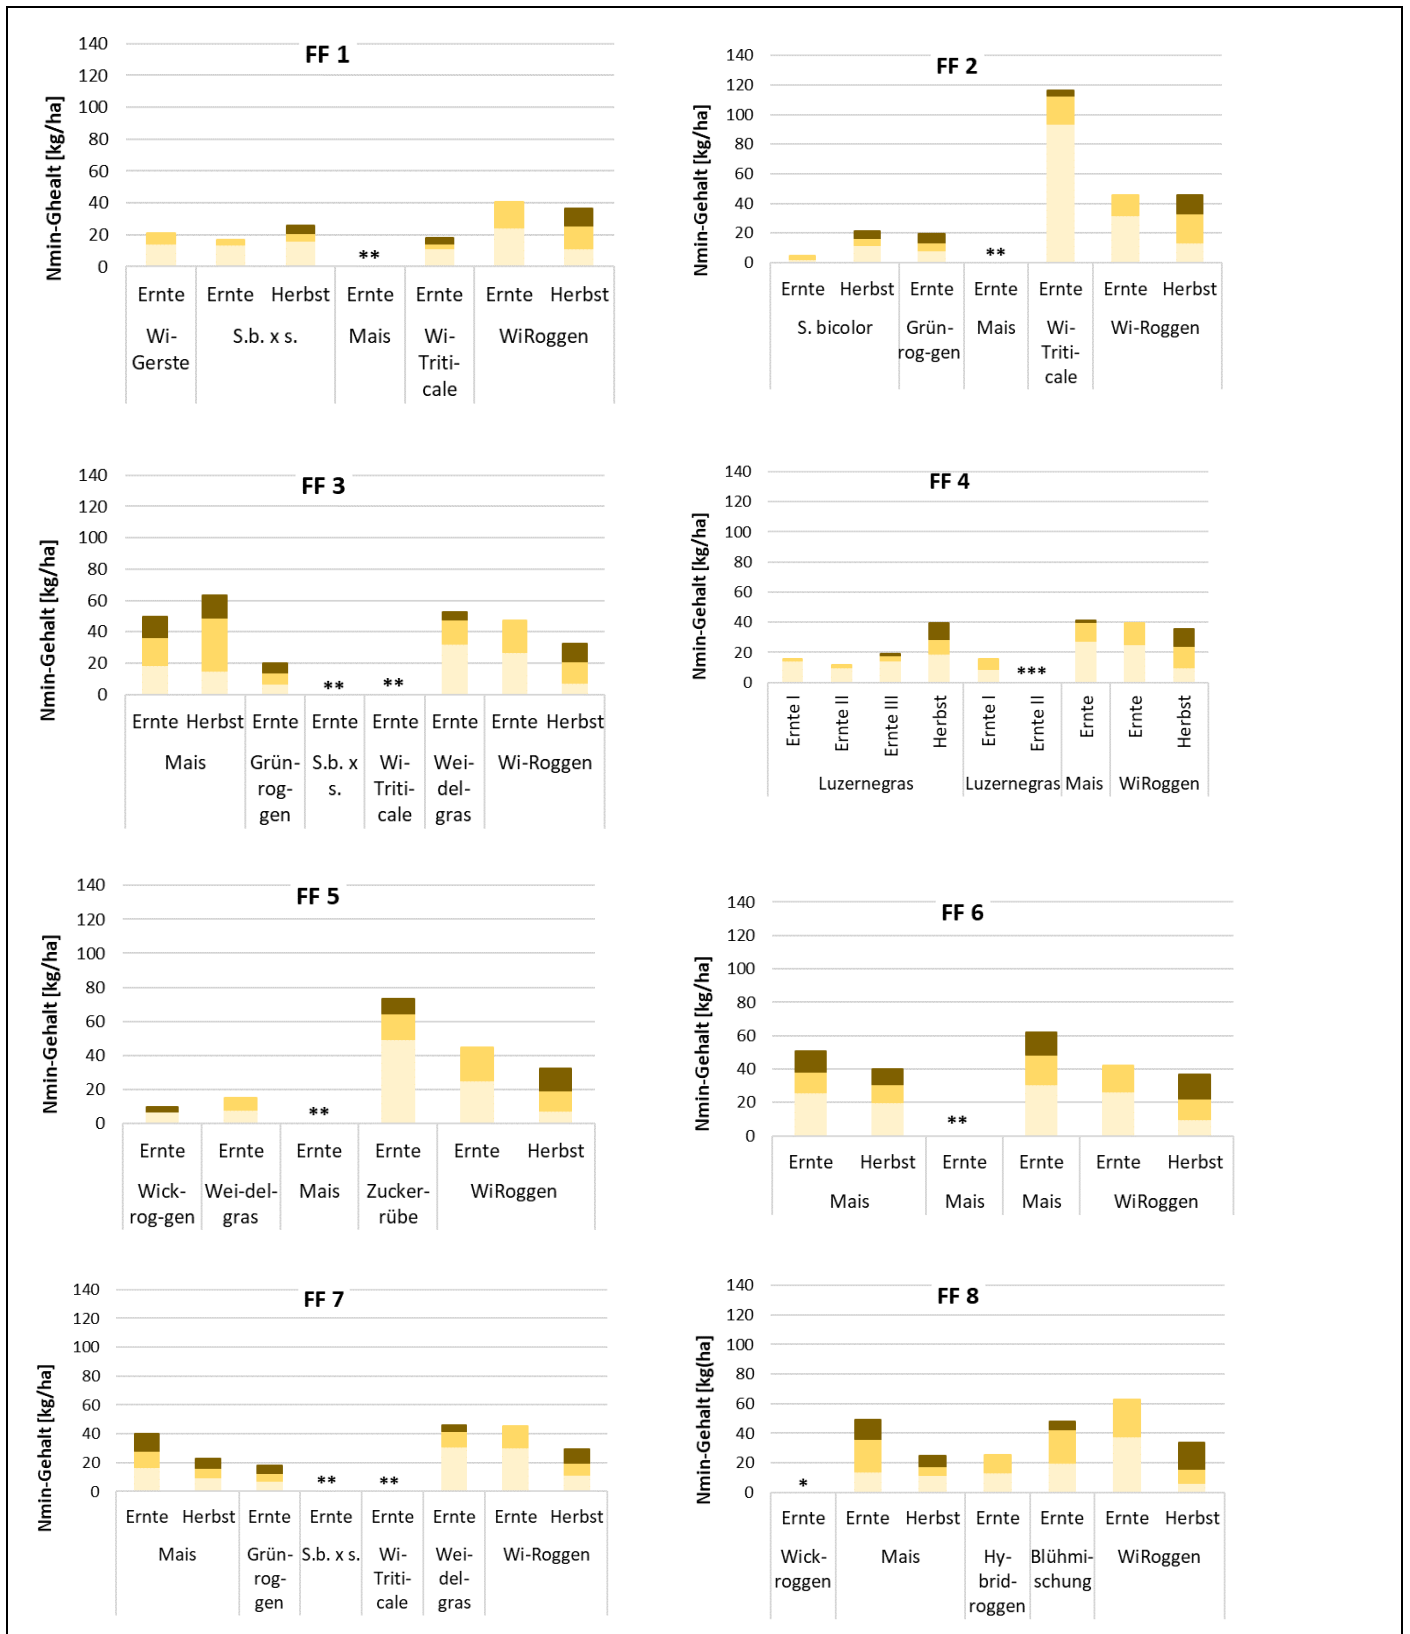 FF 1
Nmin-Ghealt [kg/ha]
140
120
100
80
60
40
20
0
**
Ernte Ernte Herbst Ernte Ernte Ernte Herbst
Wi-Gerste S.b. x s. Mais Wi-Triti-cale WiRoggen
FF 2
Nmin-Gehalt [kg/ha]
140
120
100
80
60
40
20
0
**
Ernte Herbst Ernte Ernte Ernte Ernte Herbst
S. bicolor Grün-rog-gen Mais Wi-Triti-cale Wi-Roggen
FF 3
Nmin-Gehalt [kg/ha]
140
120
100
80
60
40
20
0
** **
Ernte Herbst Ernte Ernte Ernte Ernte Ernte Herbst
Mais Grün-rog-gen S.b. x s. Wi-Triti-cale Wei-del-gras Wi-Roggen
FF 4
Nmin-Gehalt [kg/ha]
140
120
100
80
60
40
20
0
***
Ernte I Ernte II Ernte III Herbst Ernte I Ernte II Ernte Ernte Herbst
Luzernegras Luzernegras Mais WiRoggen
FF 5
Nmin-Gehalt [kg/ha]
140
120
100
80
60
40
20
0
**
Ernte Ernte Ernte Ernte Ernte Herbst
Wick-rog-gen Wei-del-gras Mais Zucker-rübe WiRoggen
FF 6
Nmin-Gehalt [kg/ha]
140
120
100
80
60
40
20
0
**
Ernte Herbst Ernte Ernte Ernte Herbst
Mais Mais Mais WiRoggen
FF 7
Nmin-Gehalt [kg/ha]
140
120
100
80
60
40
20
0
** **
Ernte Herbst Ernte Ernte Ernte Ernte Ernte Herbst
Mais Grün-rog-gen S.b. x s. Wi-Triti-cale Wei-del-gras Wi-Roggen
FF 8
Nmin-Gehalt [kg(ha]
140
120
100
80
60
40
20
0
*
Ernte Ernte Herbst Ernte Ernte Ernte Herbst
Wick-roggen Mais Hy-brid-roggen Blühmi-schung WiRoggen